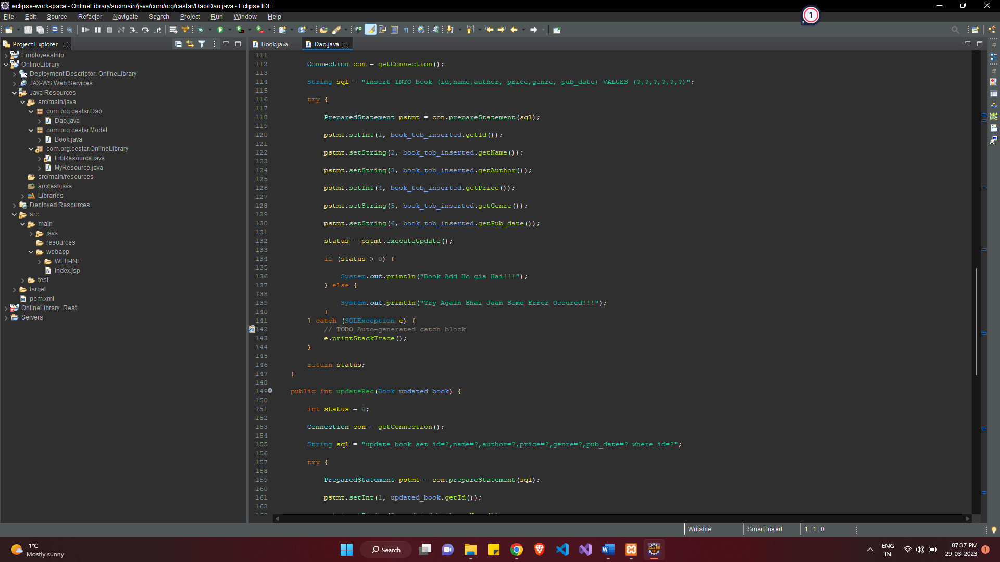 eclipse-workspace - OnlineLibrary/src/main/java/com/org/cestar/Dao/Dao.java - Eclipse IDE
1
File Edit Source Refactor Navigate Search Project Run Window Help
Project Explorer
Book.java
Dao.java
EmployeesInfo
OnlineLibrary
Deployment Descriptor: OnlineLibrary
JAX-WS Web Services
Java Resources
src/main/java
com.org.cestar.Dao
Dao.java
com.org.cestar.Model
Book.java
com.org.cestar.OnlineLibrary
LibResource.java
MyResource.java
src/main/resources
src/test/java
Libraries
Deployed Resources
src
main
java
resources
webapp
WEB-INF
index.jsp
test
target
pom.xml
OnlineLibrary_Rest
Servers
111
112 Connection con = getConnection();
113
114 String sql = "insert INTO book (id,name,author, price,genre, pub_date) VALUES (?,?,?,?,?,?)";
115
116 try {
117
118 PreparedStatement pstmt = con.prepareStatement(sql);
119
120 pstmt.setInt(1, book_tob_inserted.getId());
121
122 pstmt.setString(2, book_tob_inserted.getName());
123
124 pstmt.setString(3, book_tob_inserted.getAuthor());
125
126 pstmt.setInt(4, book_tob_inserted.getPrice());
127
128 pstmt.setString(5, book_tob_inserted.getGenre());
129
130 pstmt.setString(6, book_tob_inserted.getPub_date());
131
132 status = pstmt.executeUpdate();
133
134 if (status > 0) {
135
136 System.out.println("Book Add Ho gia Hai!!!");
137 } else {
138
139 System.out.println("Try Again Bhai Jaan Some Error Occured!!!");
140 }
141 } catch (SQLException e) {
142 // TODO Auto-generated catch block
143 e.printStackTrace();
144 }
145
146 return status;
147 }
148
149 public int updateRec(Book updated_book) {
150
151 int status = 0;
152
153 Connection con = getConnection();
154
155 String sql = "update book set id=?,name=?,author=?,price=?,genre=?,pub_date=? where id=?";
156
157 try {
158
159 PreparedStatement pstmt = con.prepareStatement(sql);
160
161 pstmt.setInt(1, updated_book.getId());
162
Writable
Smart Insert
1 : 1 : 0
-1°C
Mostly sunny
Search
ENG
IN
07:37 PM
29-03-2023
1